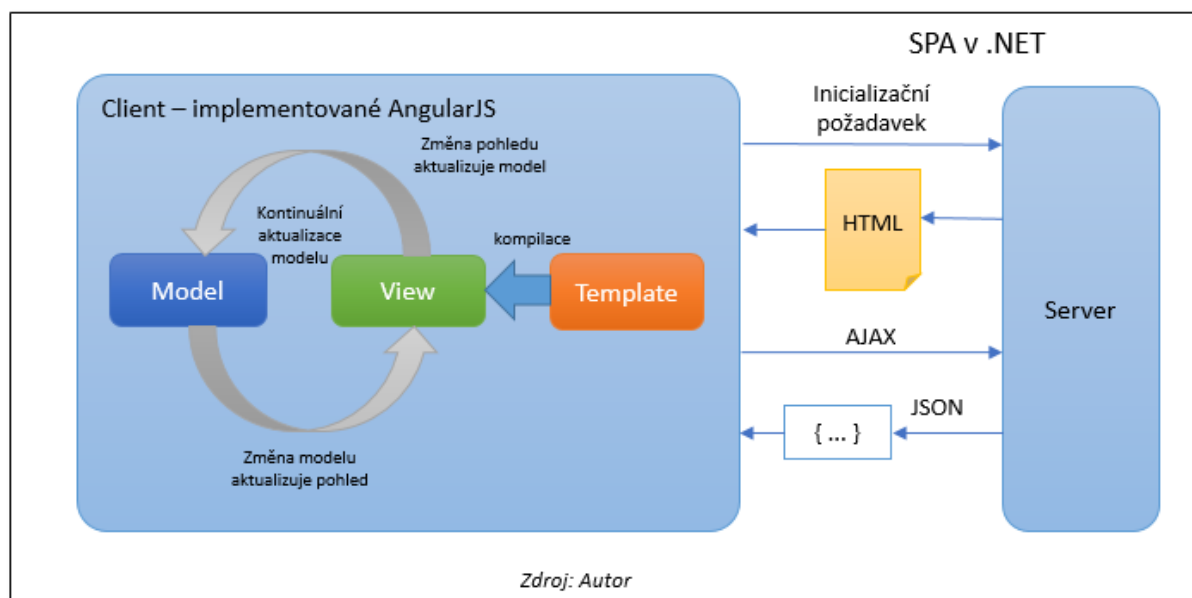 SPA v .NET
Client – implementované AngularJS
Změna pohledu
aktualizuje model
Kontinuální
aktualizace
modelu
kompilace
Model
View
Template
Změna modelu
aktualizuje pohled
Inicializační
požadavek
HTML
AJAX
JSON
{ ... }
Server
Zdroj: Autor